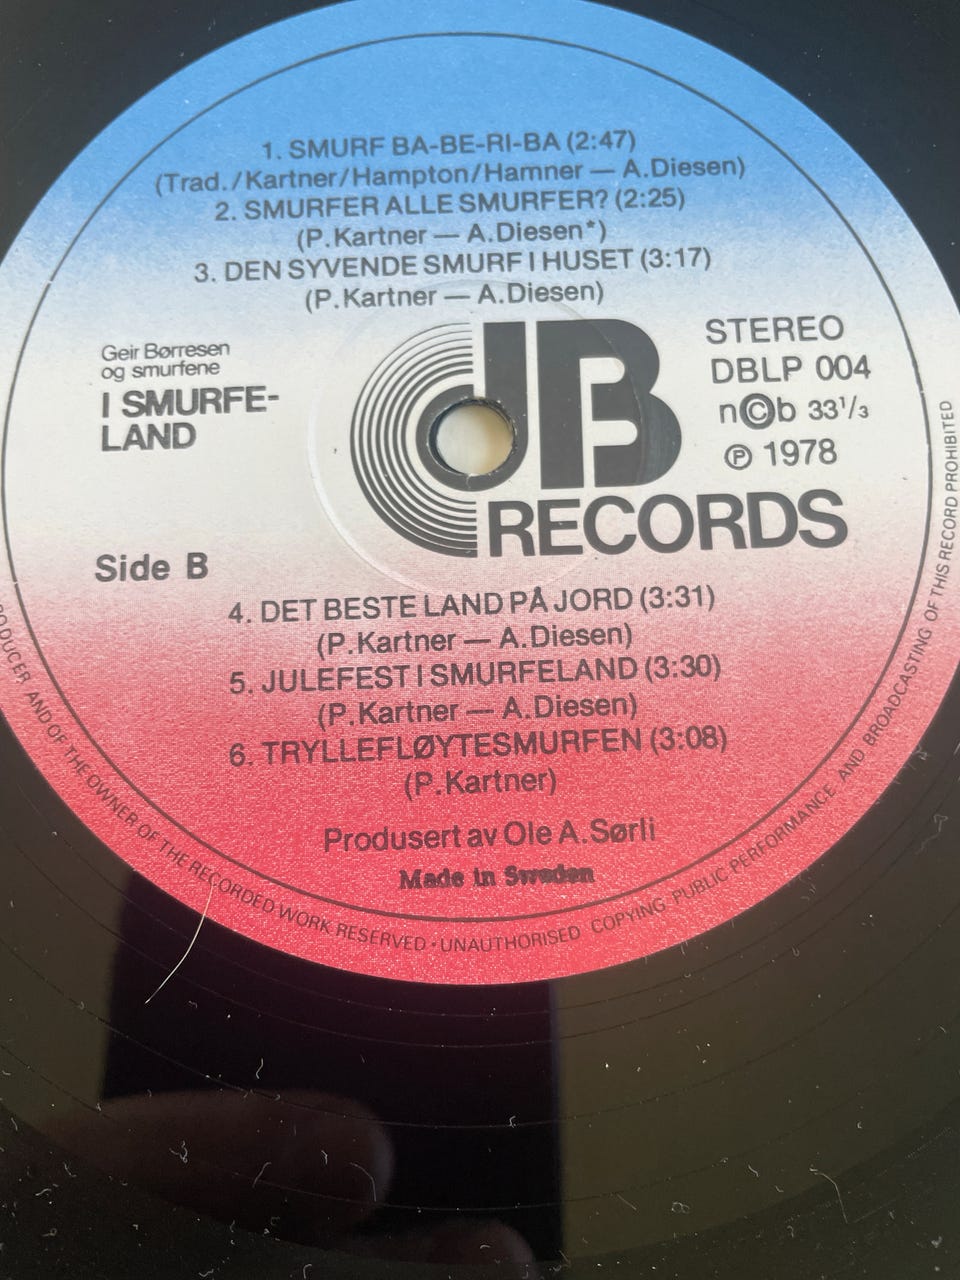 1. SMURF BA-BE-RI-BA (2:47)
(Trad./Kartner/Hampton/Hamner — A.Diesen)
2. SMURFER ALLE SMURFER? (2:25)
(P.Kartner — A.Diesen*)
3. DEN SYVENDE SMURF I HUSET (3:17)
(P.Kartner — A.Diesen)
Geir Børresen
og smurfene
I SMURFE-
LAND
Side B
dB
RECORDS
STEREO
DBLP 004
n©b 33¹/₃
℗ 1978
4. DET BESTE LAND PÅ JORD (3:31)
(P.Kartner — A.Diesen)
5. JULEFEST I SMURFELAND (3:30)
(P.Kartner — A.Diesen)
6. TRYLLEFLØYTESMURFEN (3:08)
(P.Kartner)
Produsert av Ole A. Sørli
Made in Sweden
AND OF THE OWNER OF THE RECORDED WORK RESERVED · UNAUTHORISED COPYING PUBLIC PERFORMANCE AND BROADCASTING OF THIS RECORD PROHIBITED